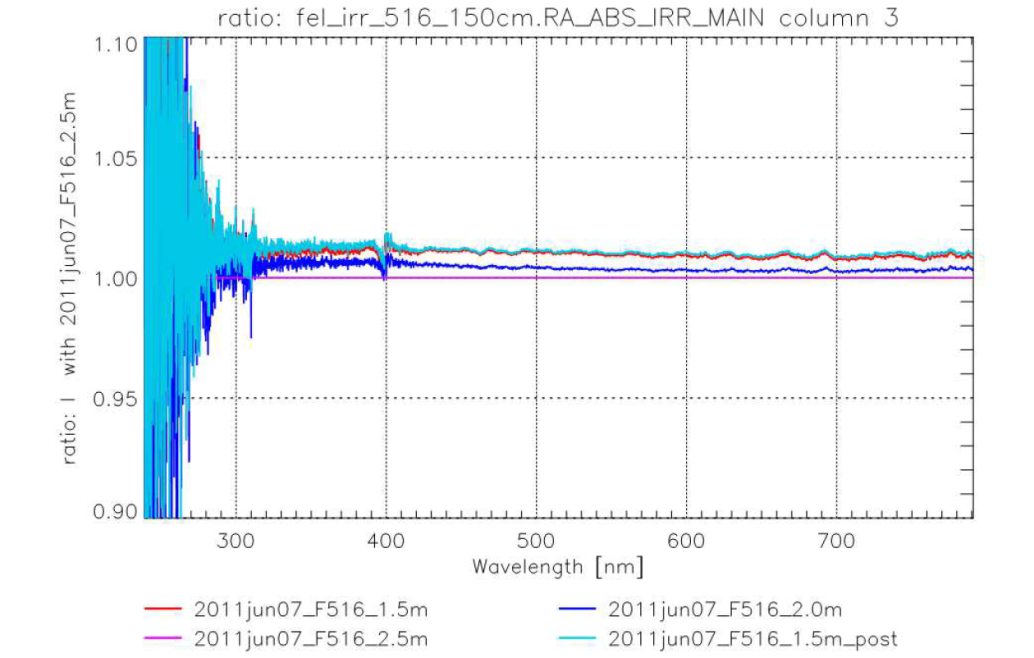 ratio: fel_irr_516_150cm.RA_ABS_IRR_MAIN column 3
ratio: I with 2011jun07_F516_2.5m
1.10
1.05
1.00
0.95
0.90
300 400 500 600 700
Wavelength [nm]
2011jun07_F516_1.5m 2011jun07_F516_2.0m
2011jun07_F516_2.5m 2011jun07_F516_1.5m_post